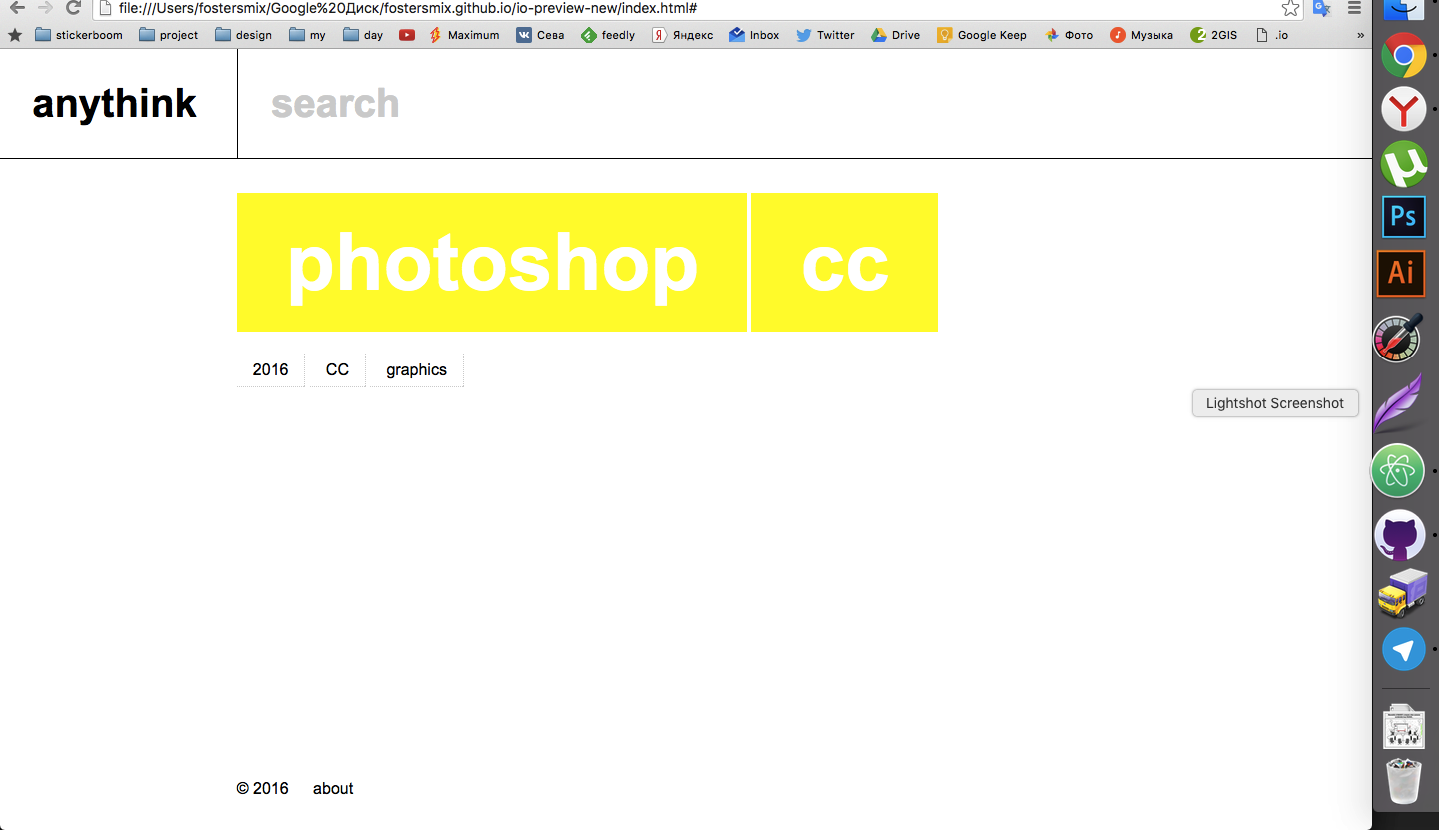 file:///Users/fostersmix/Google%20Диск/fostersmix.github.io/io-preview-new/index.html#
stickerboom project design my day Maximum Сева feedly Яндекс Inbox Twitter Drive Google Keep Фото Музыка 2GIS .io »
anythink search
photoshop cc
2016 CC graphics
Lightshot Screenshot
Ps
Ai
© 2016 about